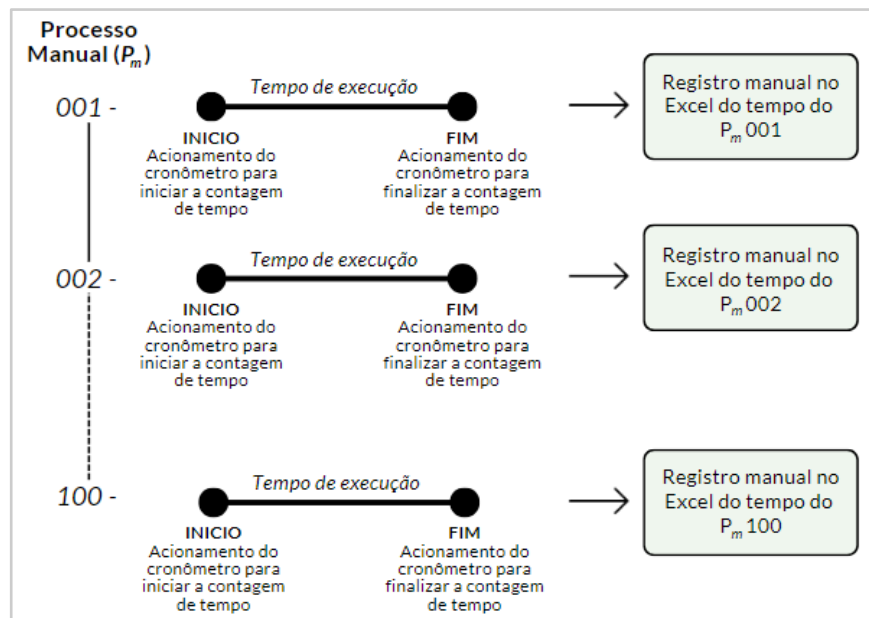 Processo
Manual (Pm)
001 -
Tempo de execução
INICIO
Acionamento do
cronômetro para
iniciar a contagem
de tempo
FIM
Acionamento do
cronômetro para
finalizar a contagem
de tempo
Registro manual no
Excel do tempo do
Pm 001
002 -
Tempo de execução
INICIO
Acionamento do
cronômetro para
iniciar a contagem
de tempo
FIM
Acionamento do
cronômetro para
finalizar a contagem
de tempo
Registro manual no
Excel do tempo do
Pm 002
100 -
Tempo de execução
INICIO
Acionamento do
cronômetro para
iniciar a contagem
de tempo
FIM
Acionamento do
cronômetro para
finalizar a contagem
de tempo
Registro manual no
Excel do tempo do
Pm 100